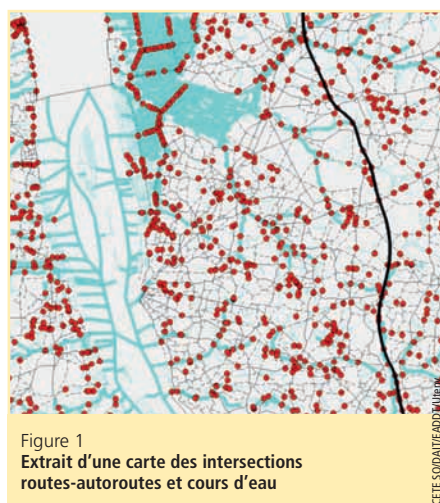 Figure 1
Extrait d'une carte des intersections
routes-autoroutes et cours d'eau